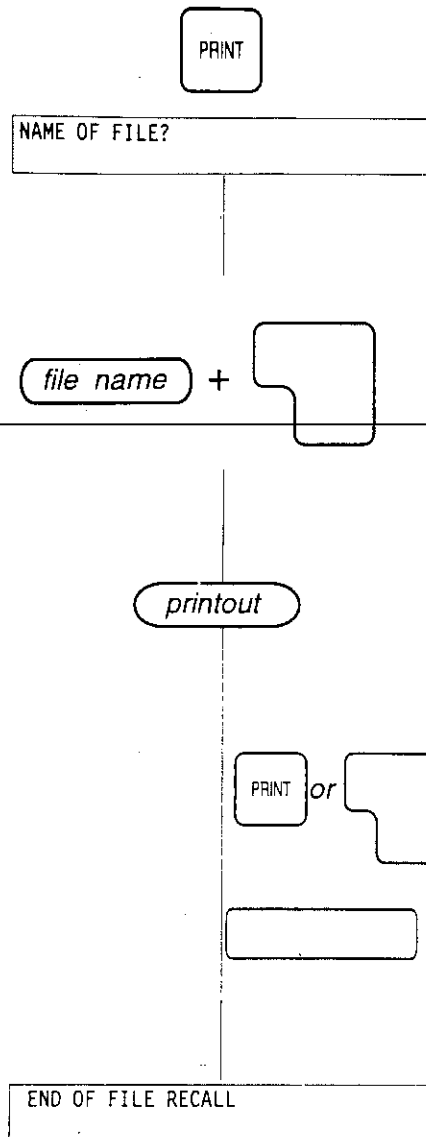 PRINT
NAME OF FILE?
file name +
printout
PRINT or
END OF FILE RECALL